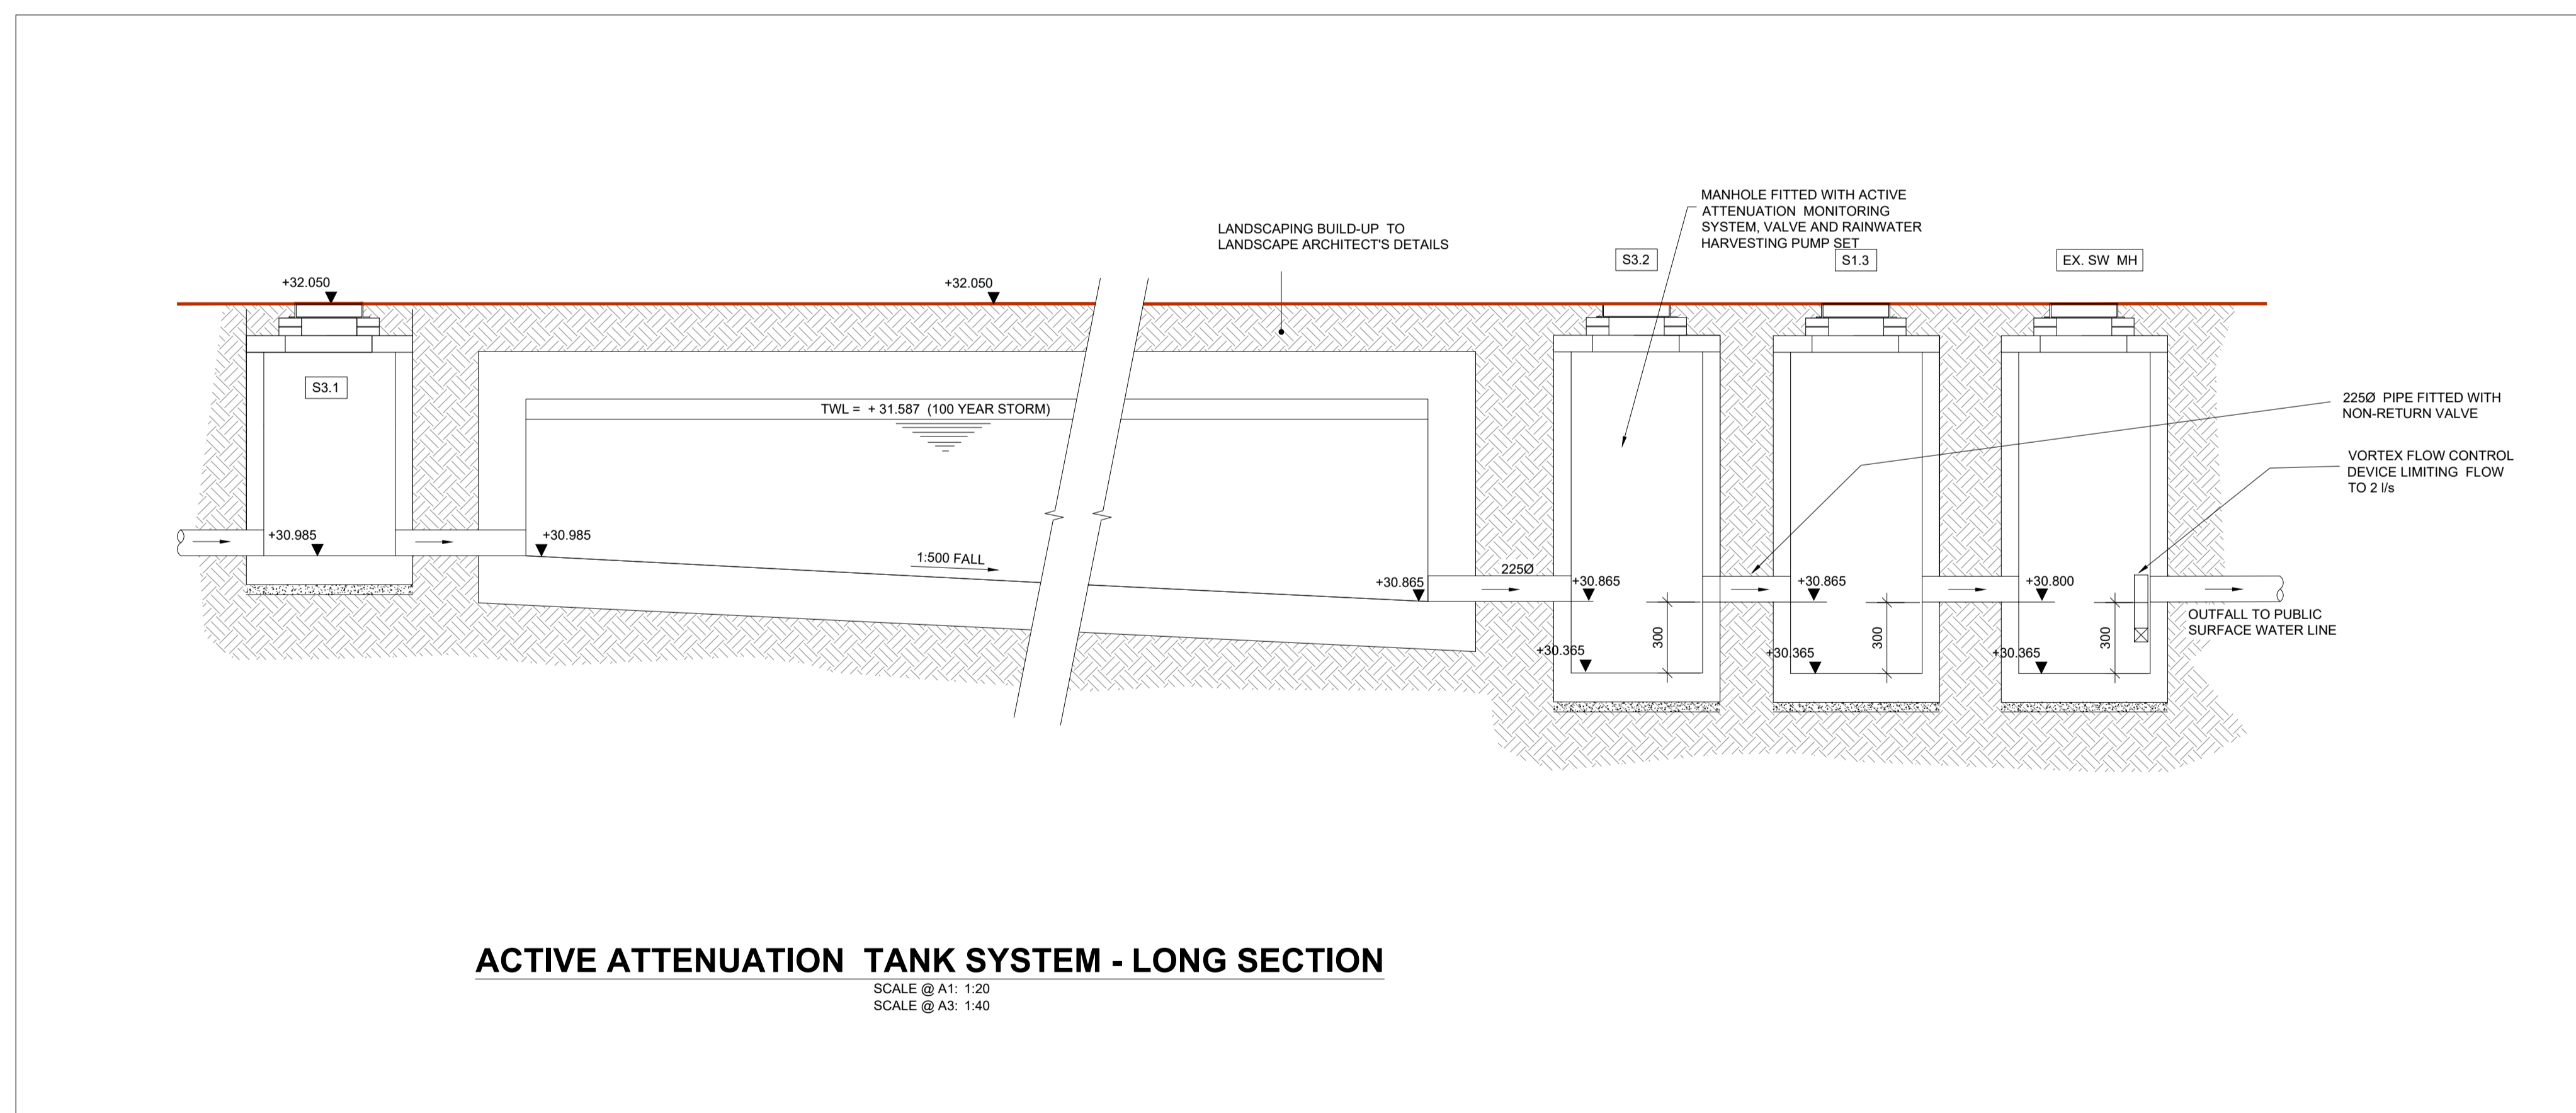 MANHOLE FITTED WITH ACTIVE
ATTENUATION MONITORING
SYSTEM, VALVE AND RAINWATER
HARVESTING PUMP SET
LANDSCAPING BUILD-UP TO
LANDSCAPE ARCHITECT'S DETAILS
S3.2
S1.3
EX. SW MH
+32.050
+32.050
S3.1
TWL = + 31.587 (100 YEAR STORM)
225Ø PIPE FITTED WITH
NON-RETURN VALVE
VORTEX FLOW CONTROL
DEVICE LIMITING FLOW
TO 2 l/s
+30.985
+30.985
1:500 FALL
+30.865
225Ø
+30.865
+30.865
+30.800
OUTFALL TO PUBLIC
SURFACE WATER LINE
300
300
300
+30.365
+30.365
+30.365
ACTIVE ATTENUATION TANK SYSTEM - LONG SECTION
SCALE @ A1: 1:20
SCALE @ A3: 1:40